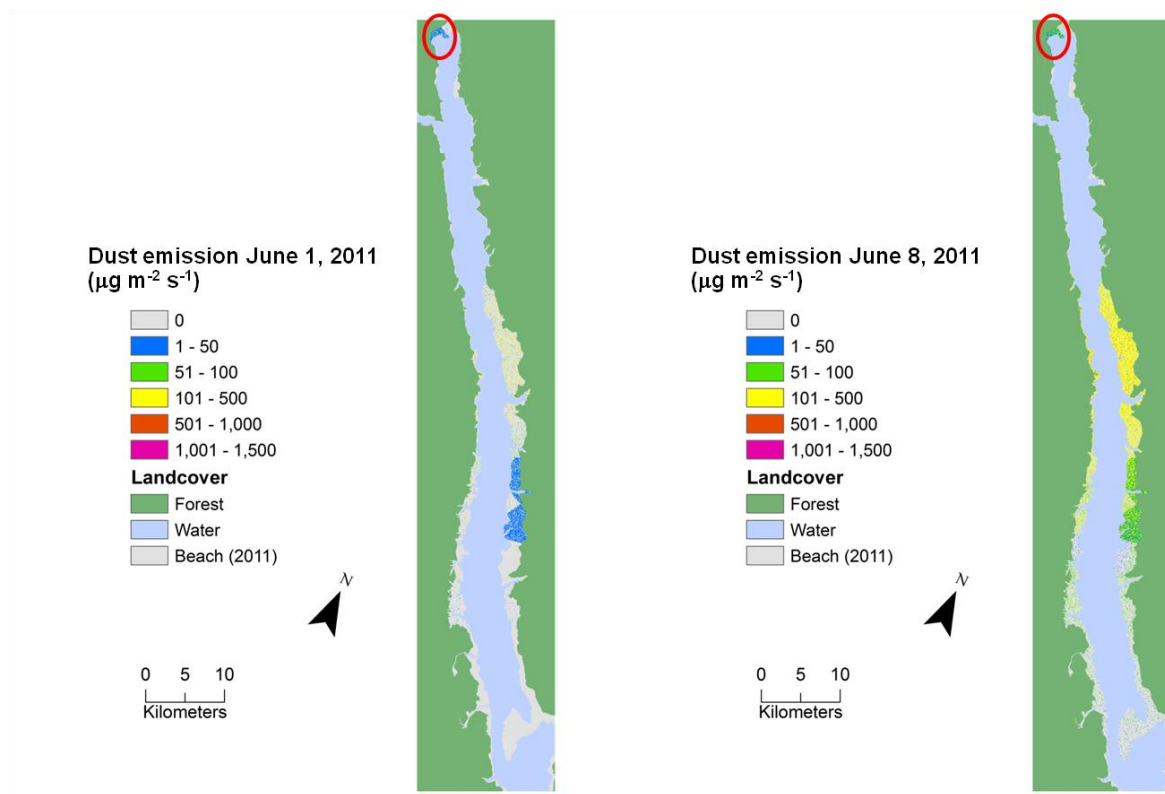 Dust emission June 1, 2011
(μg m⁻² s⁻¹)
0
1 - 50
51 - 100
101 - 500
501 - 1,000
1,001 - 1,500
Landcover
Forest
Water
Beach (2011)
N
0 5 10
Kilometers
Dust emission June 8, 2011
(μg m⁻² s⁻¹)
0
1 - 50
51 - 100
101 - 500
501 - 1,000
1,001 - 1,500
Landcover
Forest
Water
Beach (2011)
N
0 5 10
Kilometers